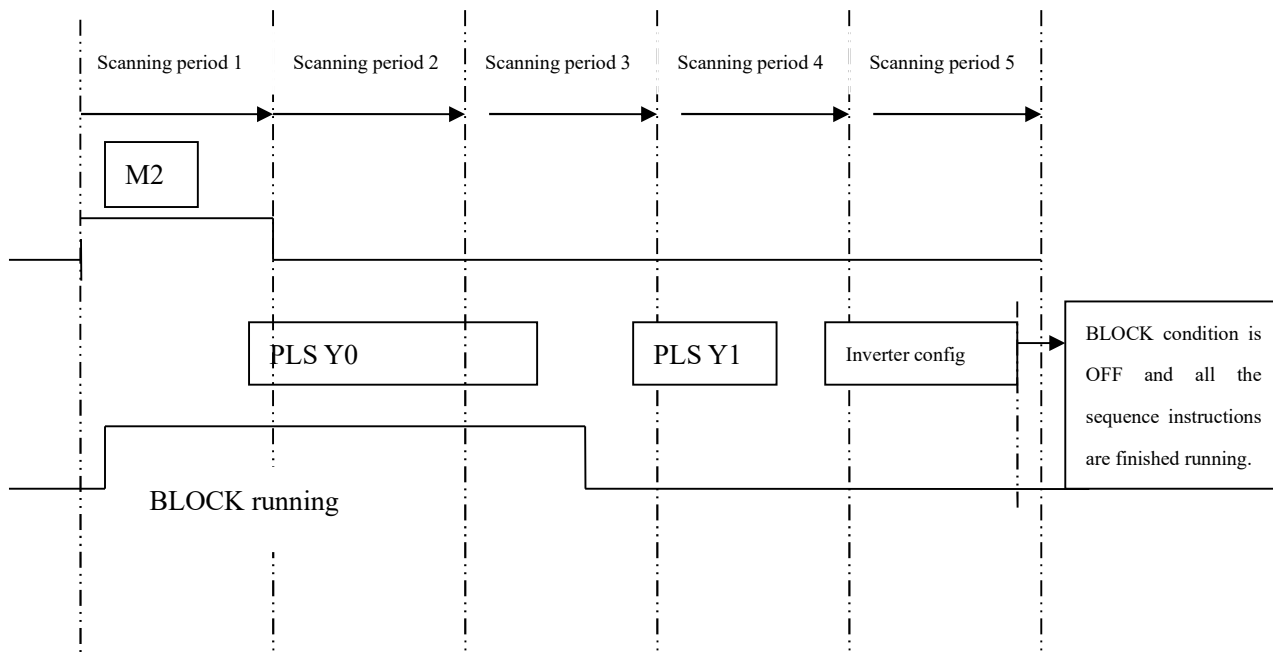 Scanning period 1
Scanning period 2
Scanning period 3
Scanning period 4
Scanning period 5
M2
PLS Y0
PLS Y1
Inverter config
BLOCK condition is
OFF and all the
sequence instructions
are finished running.
BLOCK running